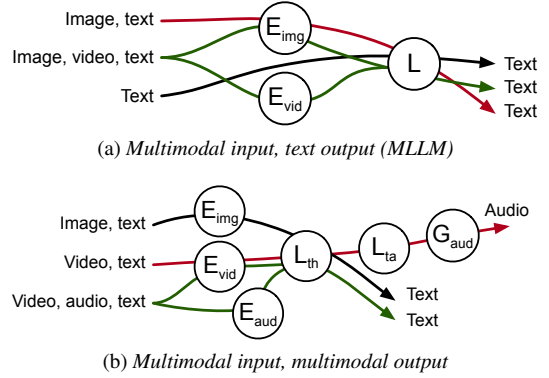 Image, text
E_img
Image, video, text
L
Text
Text
Text
E_vid
Text
(a) Multimodal input, text output (MLLM)
Audio
E_img
G_aud
Image, text
L_th
L_ta
Video, text
E_vid
Video, audio, text
Text
E_aud
Text
(b) Multimodal input, multimodal output